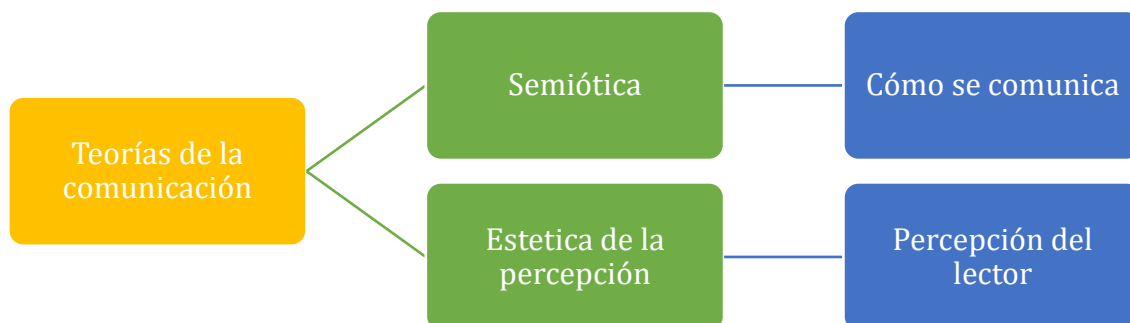 Teorías de la
comunicación
Semiótica
Cómo se comunica
Estetica de la
percepción
Percepción del
lector